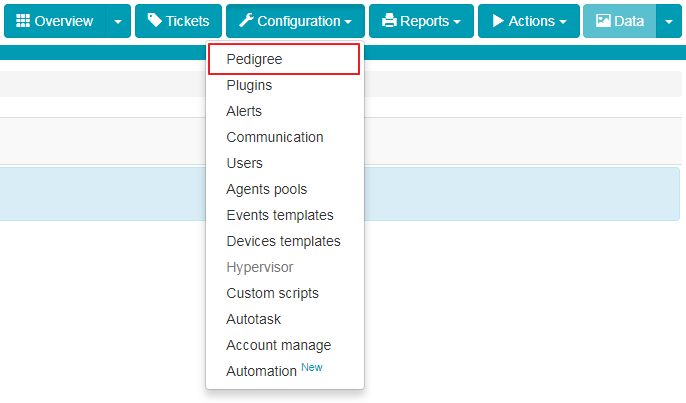 Overview Tickets Configuration Reports Actions Data
Pedigree
Plugins
Alerts
Communication
Users
Agents pools
Events templates
Devices templates
Hypervisor
Custom scripts
Autotask
Account manage
Automation New